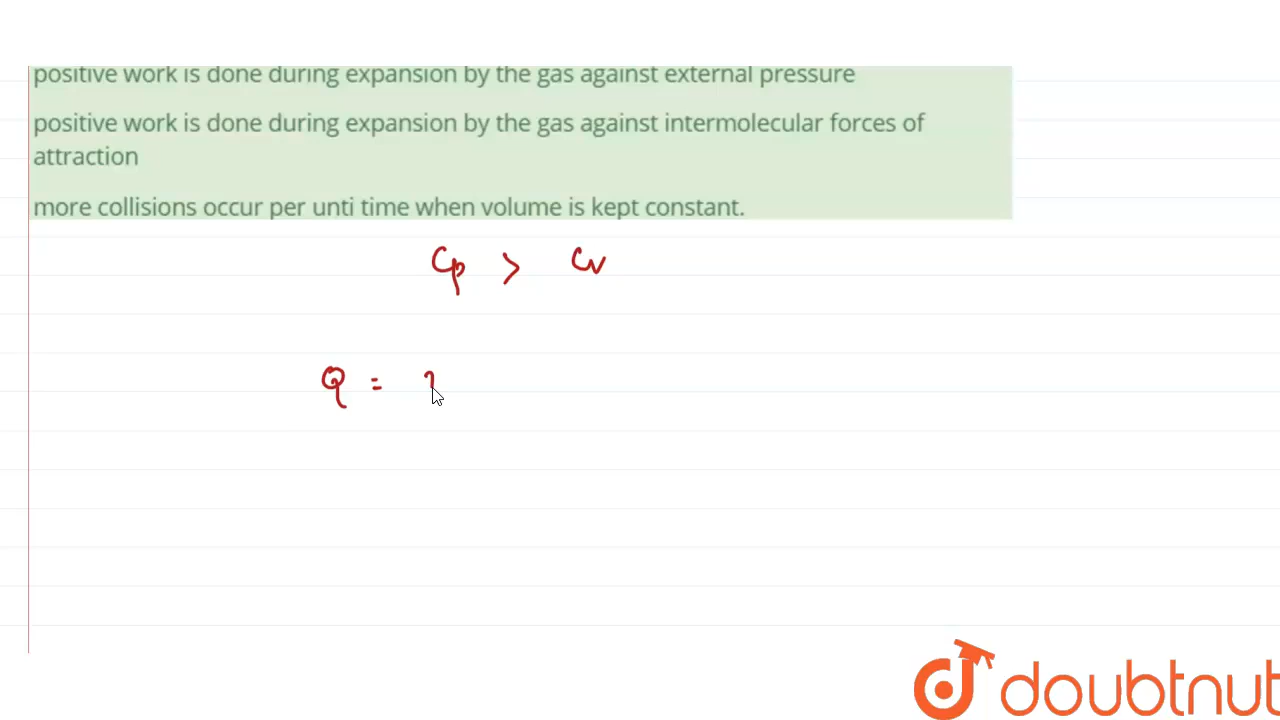 positive work is done during expansion by the gas against external pressure
positive work is done during expansion by the gas against intermolecular forces of
attraction
more collisions occur per unti time when volume is kept constant.
Cp > Cv
Q =
doubtnut